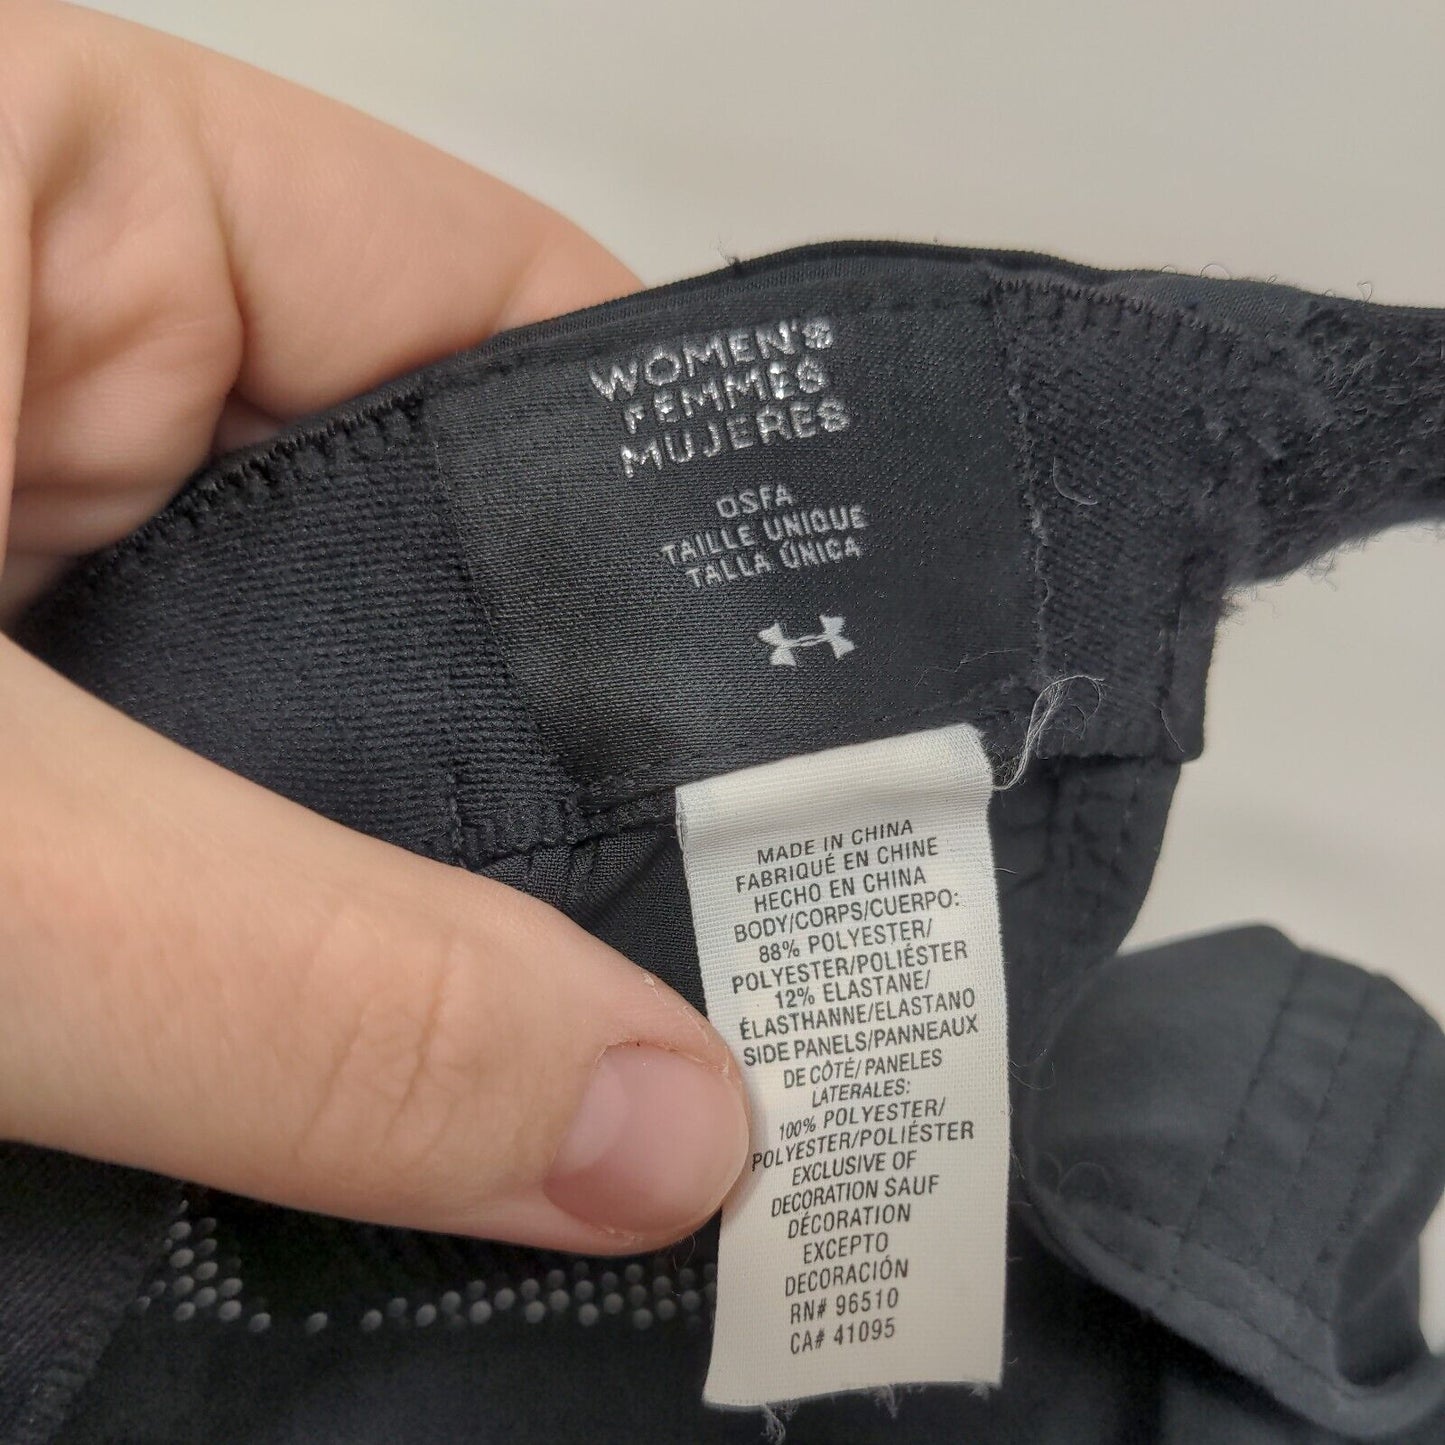 WOMEN'S
FEMMES
MUJERES
OSFA
TAILLE UNIQUE
TALLA ÚNICA
MADE IN CHINA
FABRIQUÉ EN CHINE
HECHO EN CHINA
BODY/CORPS/CUERPO:
88% POLYESTER/
POLYESTER/POLIÉSTER
12% ELASTANE/
ÉLASTHANNE/ELASTANO
SIDE PANELS/PANNEAUX
DE CÔTÉ/PANELES
LATERALES:
100% POLYESTER/
POLYESTER/POLIÉSTER
EXCLUSIVE OF
DECORATION SAUF
DÉCORATION
EXCEPTO
DECORACIÓN
RN# 96510
CA# 41095